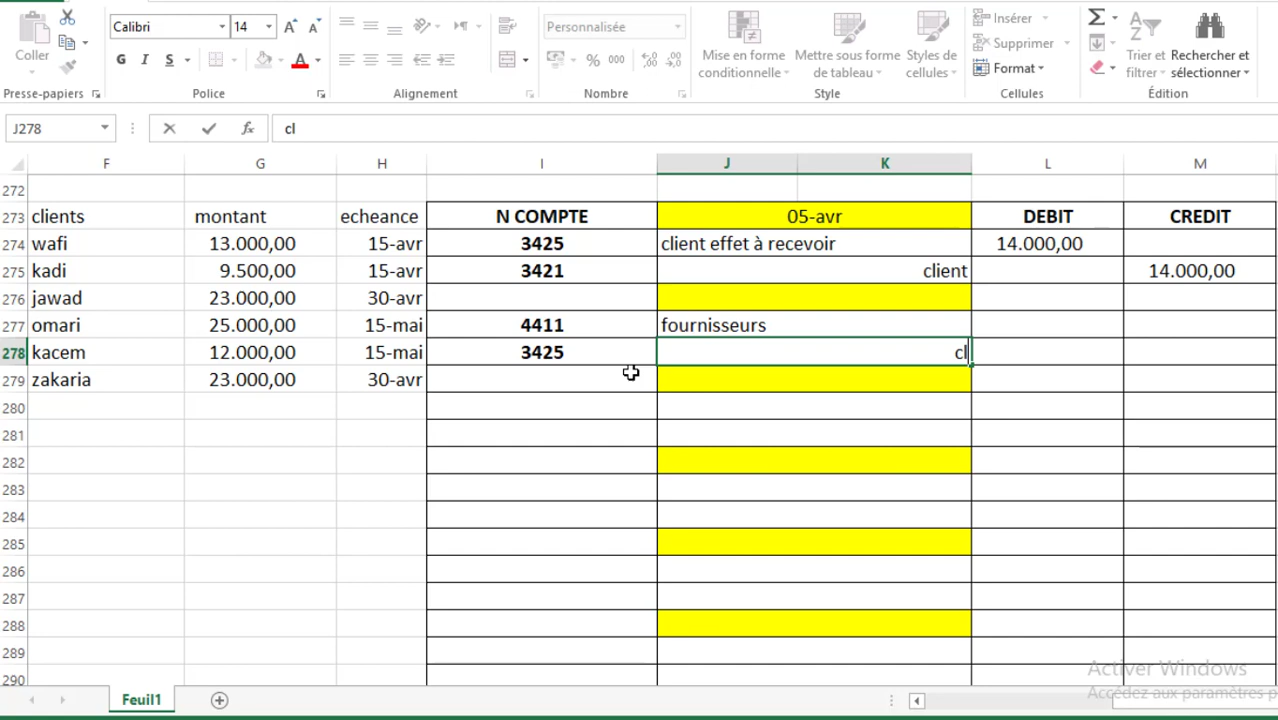 Calibri 14 A A Personnalisée Insérer Σ
Coller G I S A % 000 Mise en forme conditionnelle Mettre sous forme de tableau Styles de cellules Supprimer Format Trier et filtrer Rechercher et sélectionner
Presse-papiers Police Alignement Nombre Style Cellules Édition
J278 fx cl
F G H I J K L M
272
273 clients montant echeance N COMPTE 05-avr DEBIT CREDIT
274 wafi 13.000,00 15-avr 3425 client effet à recevoir 14.000,00
275 kadi 9.500,00 15-avr 3421 client 14.000,00
276 jawad 23.000,00 30-avr
277 omari 25.000,00 15-mai 4411 fournisseurs
278 kacem 12.000,00 15-mai 3425 cl
279 zakaria 23.000,00 30-avr
280
281
282
283
284
285
286
287
288
289
290
Activer Windows
Accédez aux paramètres p
Feuil1